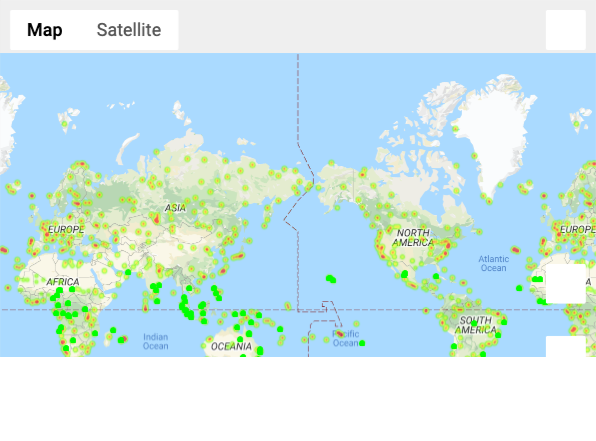 Map Satellite
ASIA
EUROPE
EUROPE
NORTH
AMERICA
Atlantic
Ocean
AFRICA
A
SOUTH
AMERICA
Indian
Ocean
Pacific
Ocean
OCEANIA